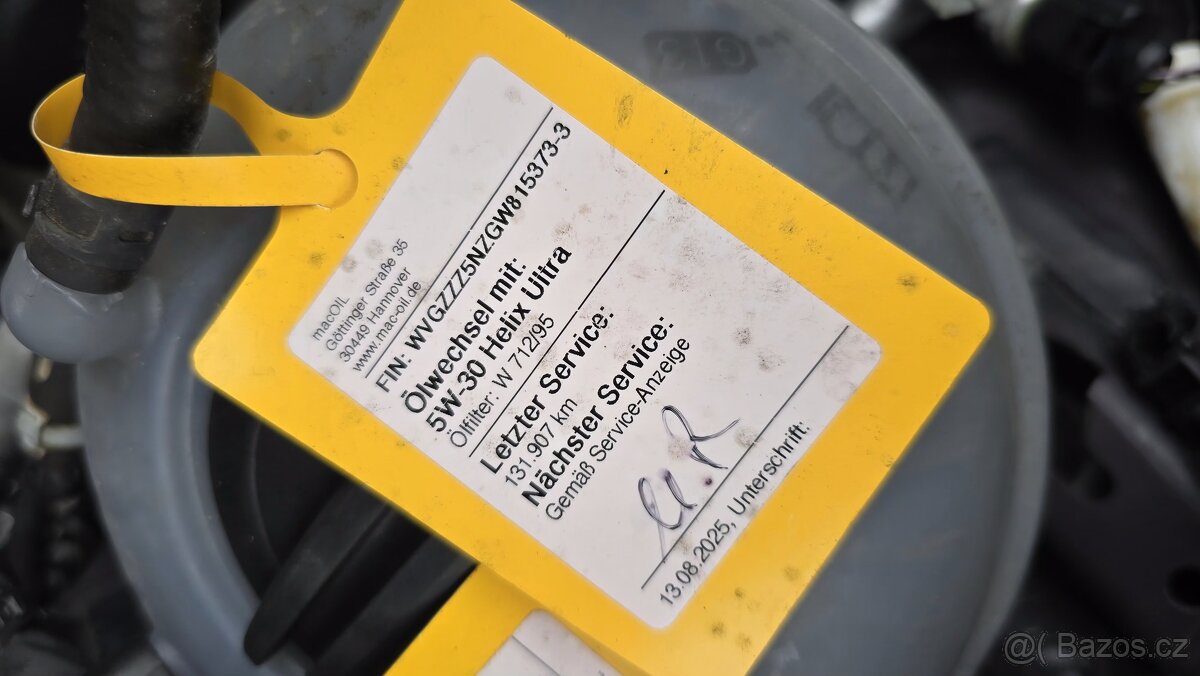 macOIL
Göttinger Straße 35
30449 Hannover
www.mac-oil.de
FIN: WVGZZZ5NZGW815373-3
Ölwechsel mit:
5W-30 Helix Ultra
Ölfilter: W 712/95
Letzter Service:
131.907 km
Nächster Service:
Gemäß Service-Anzeige
13.08.2025, Unterschrift:
@( Bazos.cz